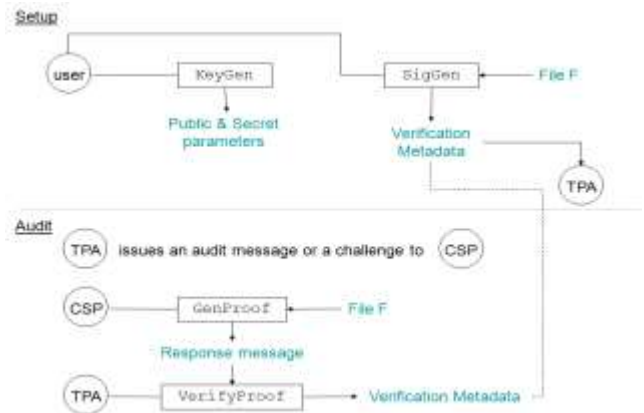 Setup
user
KeyGen
SigGen
File F
Public & Secret
parameters
Verification
Metadata
TPA
Audit
TPA issues an audit message or a challenge to CSP
CSP
GenProof
File F
Response message
TPA
VerifyProof
Verification Metadata